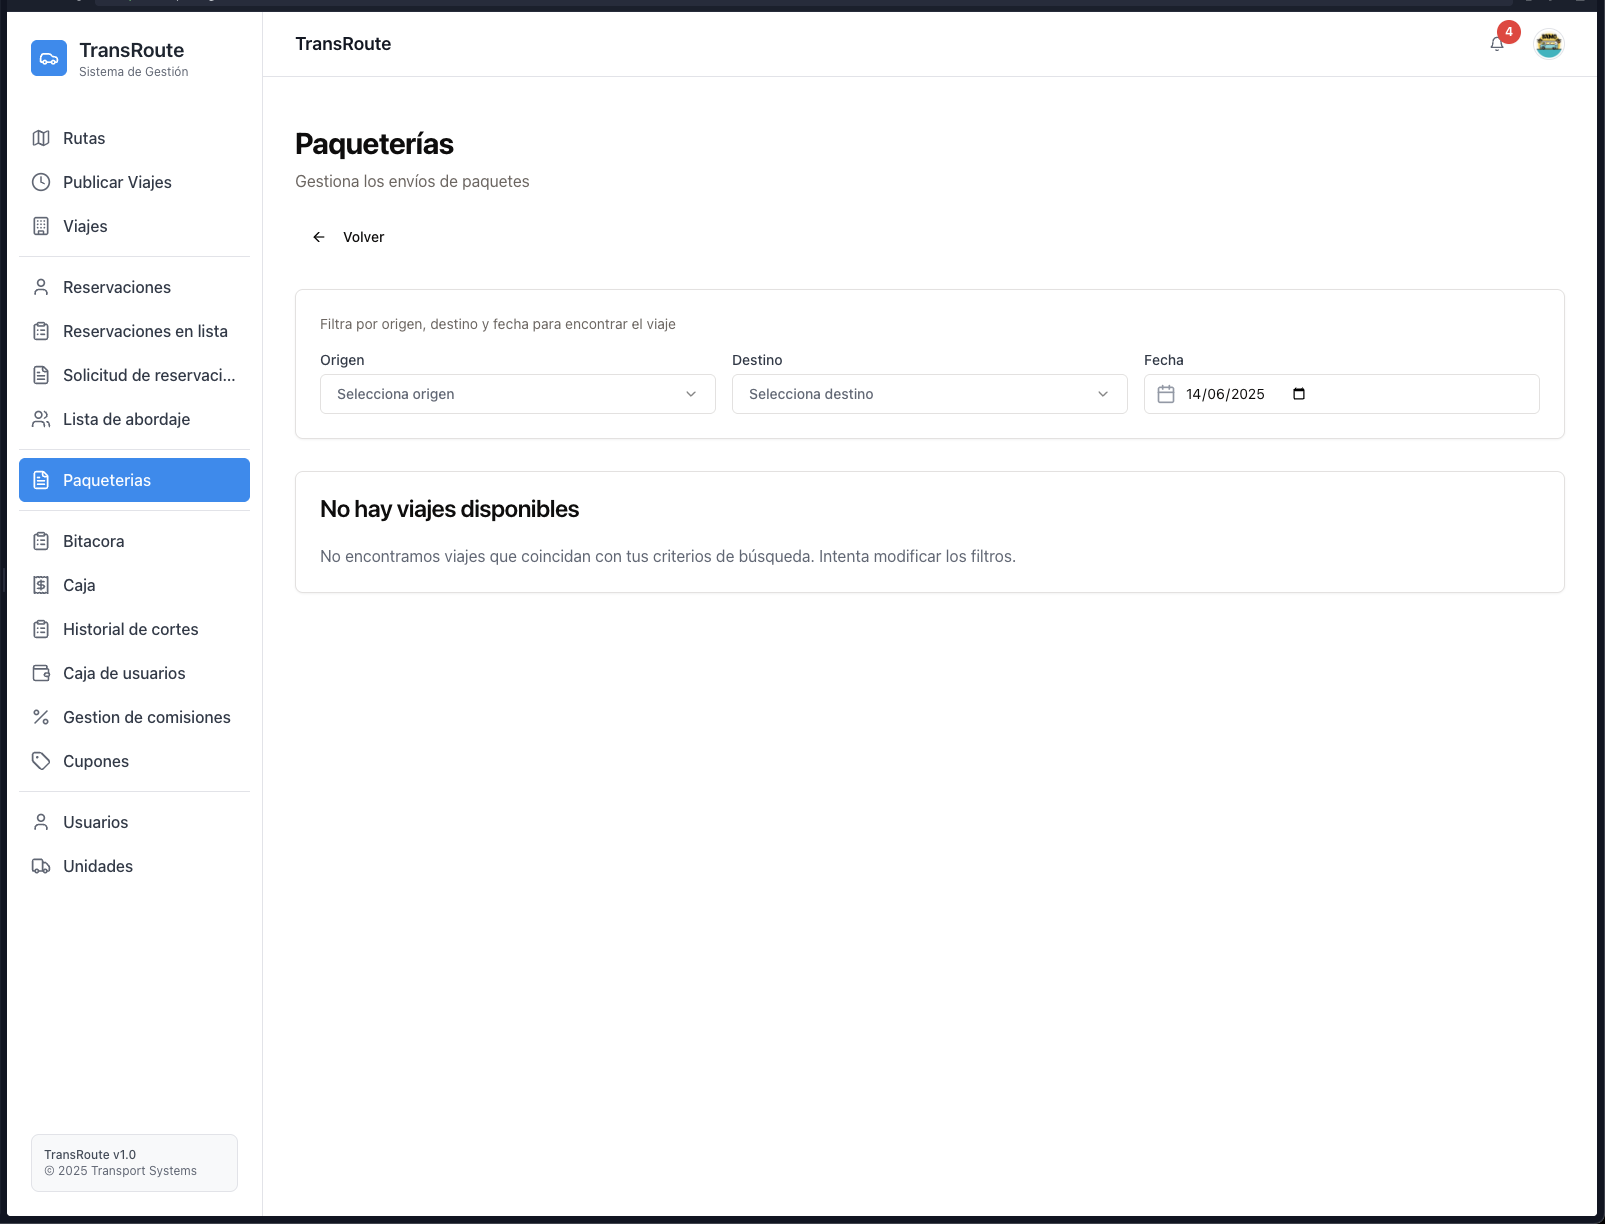 TransRoute
Sistema de Gestión
Rutas
Publicar Viajes
Viajes
Reservaciones
Reservaciones en lista
Solicitud de reservaci...
Lista de abordaje
Paqueterias
Bitacora
Caja
Historial de cortes
Caja de usuarios
Gestion de comisiones
Cupones
Usuarios
Unidades
TransRoute v1.0
© 2025 Transport Systems
TransRoute
4
Paqueterías
Gestiona los envíos de paquetes
Volver
Filtra por origen, destino y fecha para encontrar el viaje
Origen
Selecciona origen
Destino
Selecciona destino
Fecha
14/06/2025
No hay viajes disponibles
No encontramos viajes que coincidan con tus criterios de búsqueda. Intenta modificar los filtros.